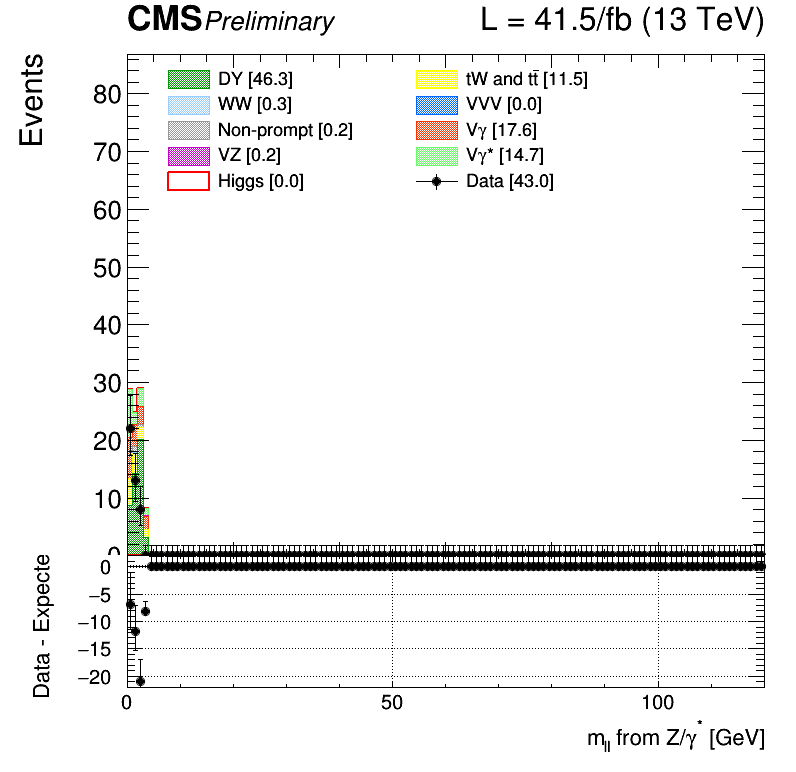 CMS Preliminary L = 41.5/fb (13 TeV)
Events
DY [46.3] tW and tt̄ [11.5]
WW [0.3] VVV [0.0]
Non-prompt [0.2] Vγ [17.6]
VZ [0.2] Vγ* [14.7]
Higgs [0.0] Data [43.0]
80
70
60
50
40
30
20
10
0
Data - Expecte
0
−5
−10
−15
−20
0 50 100
m_ll from Z/γ* [GeV]